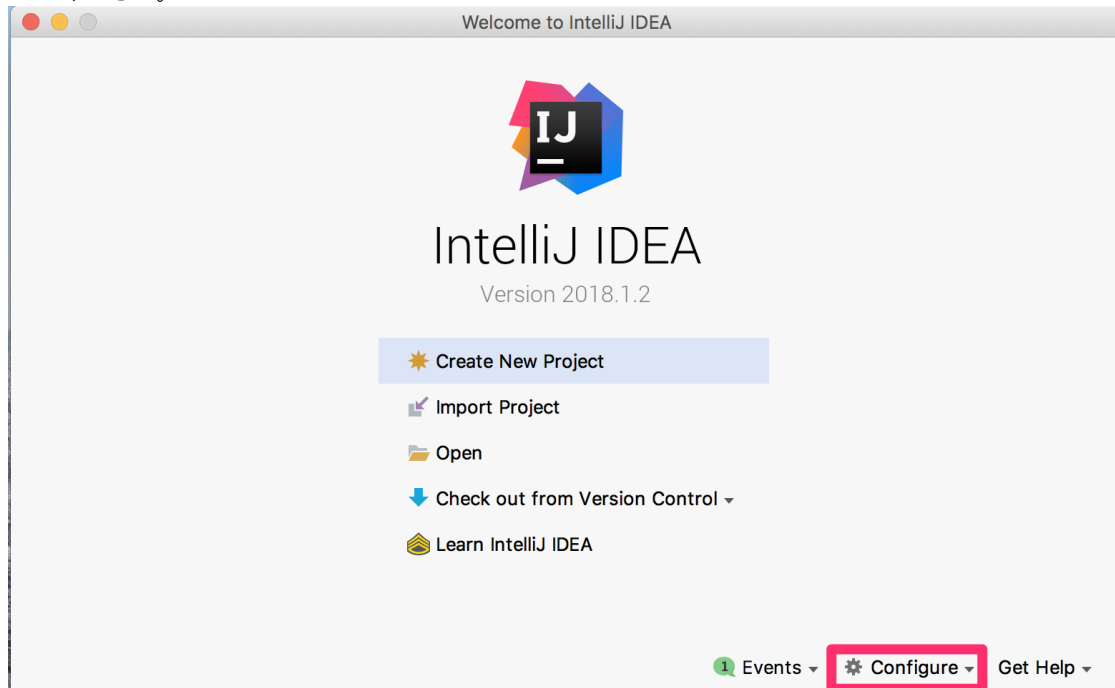 Welcome to IntelliJ IDEA
IJ
IntelliJ IDEA
Version 2018.1.2
Create New Project
Import Project
Open
Check out from Version Control
Learn IntelliJ IDEA
1 Events Configure Get Help